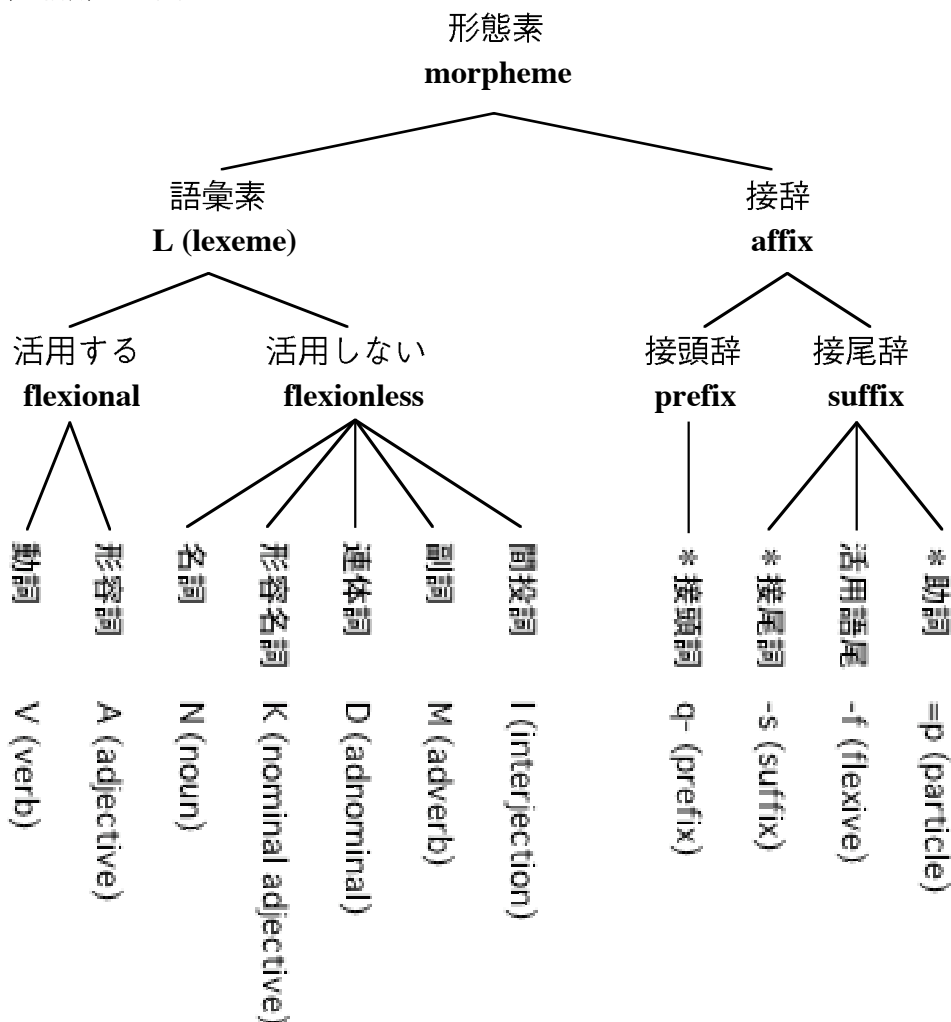 形態素
morpheme
語彙素
L (lexeme)
接辞
affix
活用する
flexional
活用しない
flexionless
接頭辞
prefix
接尾辞
suffix
動詞 V (verb)
形容詞 A (adjective)
名詞 N (noun)
形容名詞 K (nominal adjective)
連体詞 D (adnominal)
副詞 M (adverb)
間投詞 I (interjection)
*接頭詞 q- (prefix)
*接尾詞 -s (suffix)
活用語尾 -f (flexive)
*助詞 =p (particle)